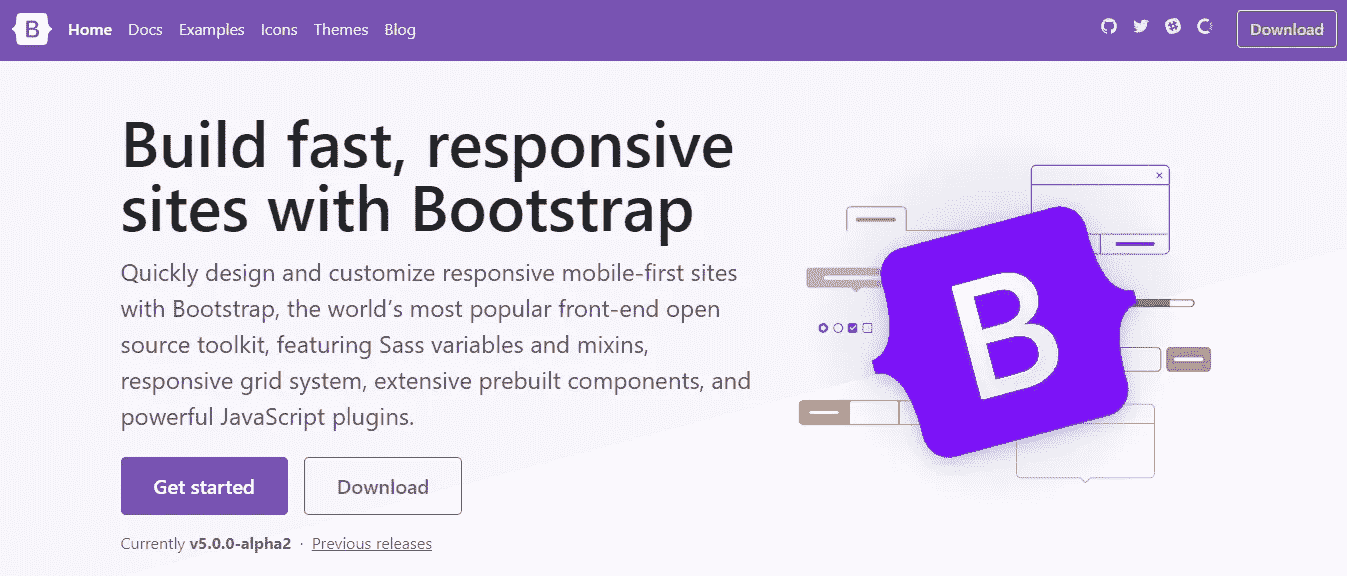 B Home Docs Examples Icons Themes Blog Download
Build fast, responsive
sites with Bootstrap
Quickly design and customize responsive mobile-first sites
with Bootstrap, the world's most popular front-end open
source toolkit, featuring Sass variables and mixins,
responsive grid system, extensive prebuilt components, and
powerful JavaScript plugins.
B
Get started Download
Currently v5.0.0-alpha2 · Previous releases